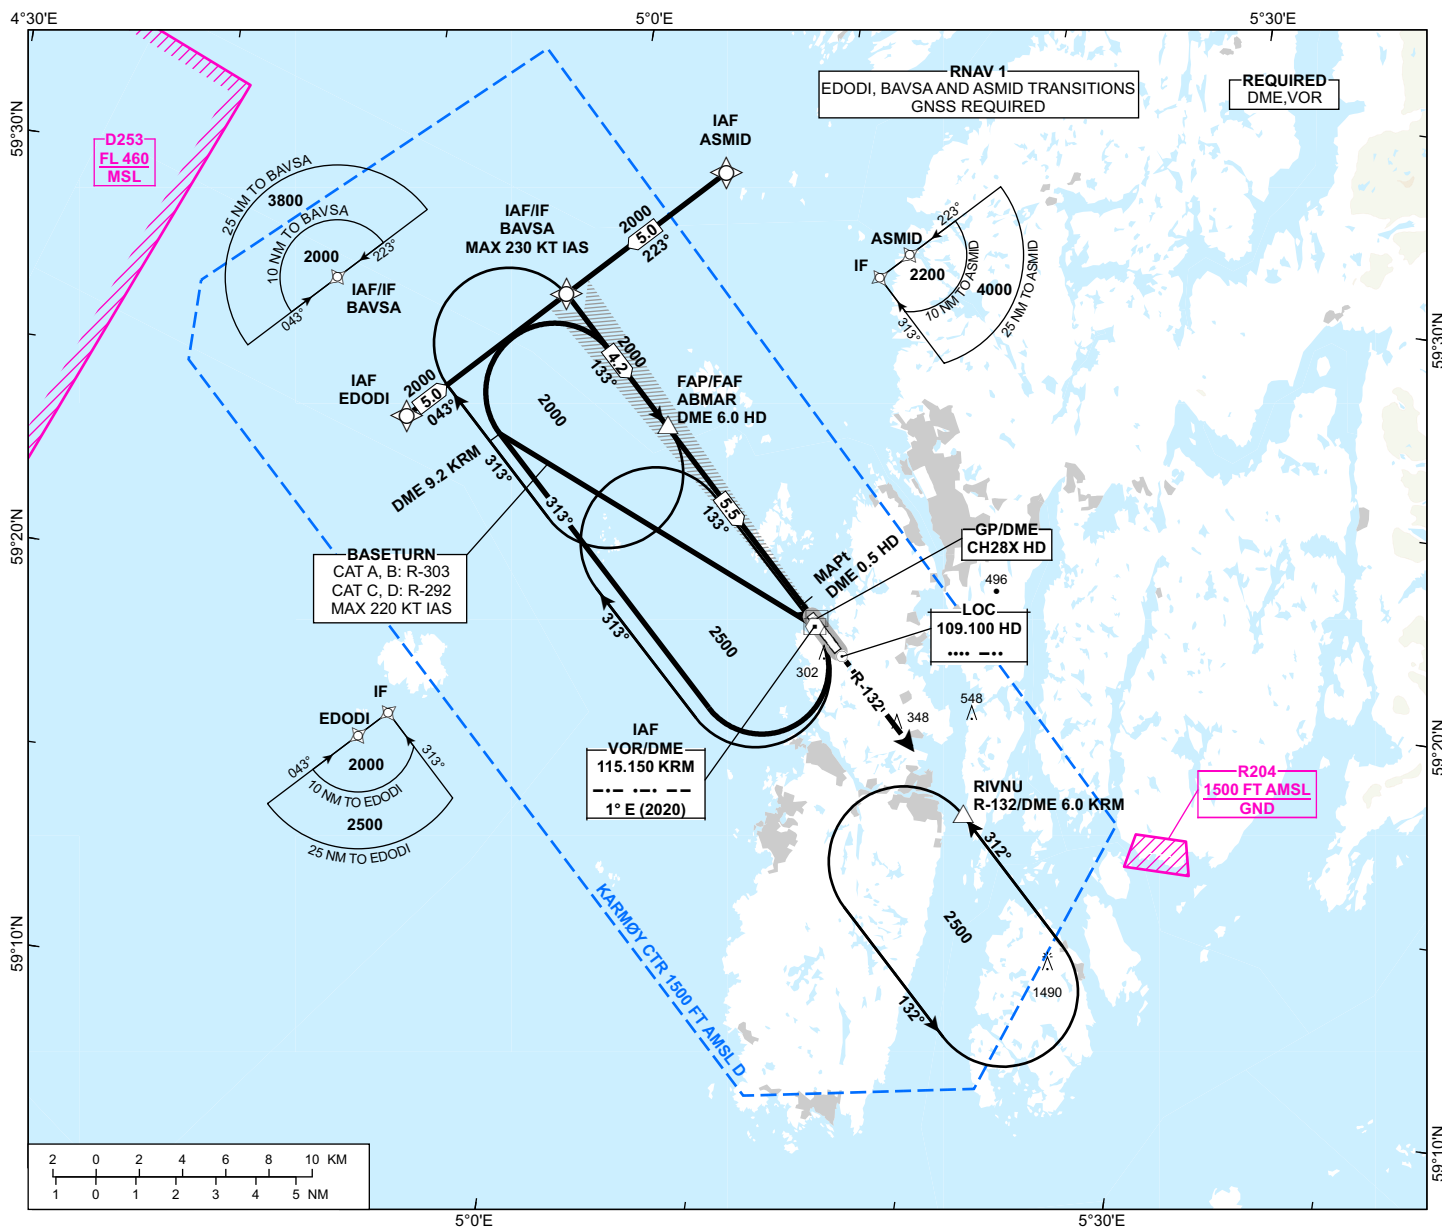 4°30'E
5°0'E
5°30'E
59°30'N
59°20'N
59°10'N
59°30'N
59°20'N
59°10'N
5°0'E
5°30'E
RNAV 1
EDODI, BAVSA AND ASMID TRANSITIONS
GNSS REQUIRED
REQUIRED
DME,VOR
D253
FL 460
MSL
25 NM TO BAVSA
3800
10 NM TO BAVSA
2000
223°
043°
IAF/IF
BAVSA
IAF
ASMID
IAF/IF
BAVSA
MAX 230 KT IAS
2000
5.0
223°
ASMID
IF
223°
2200
10 NM TO ASMID
4000
25 NM TO ASMID
313°
IAF
EDODI
2000
5.0
043°
2000
4.2
133°
FAP/FAF
ABMAR
DME 6.0 HD
2000
DME 9.2 KRM
313°
313°
5.5
133°
BASETURN
CAT A, B: R-303
CAT C, D: R-292
MAX 220 KT IAS
MAPt
DME 0.5 HD
GP/DME
CH28X HD
496
LOC
109.100 HD
313°
2500
302
R-132
348
548
IAF
VOR/DME
115.150 KRM
1° E (2020)
IF
EDODI
043°
313°
2000
10 NM TO EDODI
2500
25 NM TO EDODI
RIVNU
R-132/DME 6.0 KRM
312°
2500
132°
1490
R204
1500 FT AMSL
GND
KARMØY CTR 1500 FT AMSL D
2 0 2 4 6 8 10 KM
1 0 1 2 3 4 5 NM